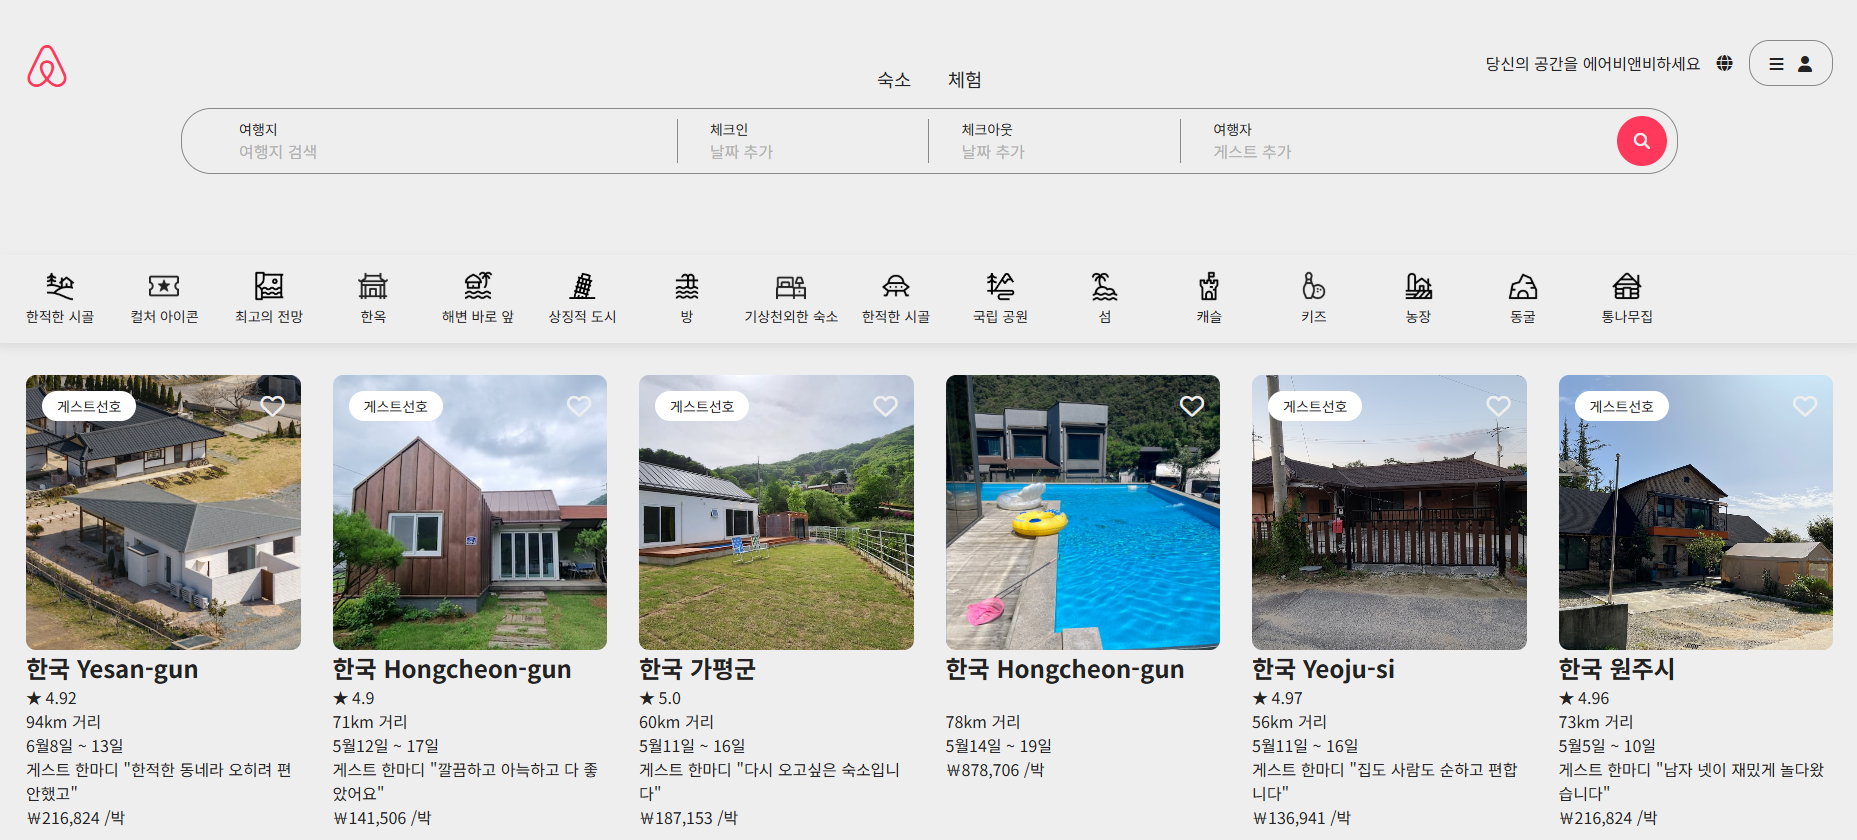 숙소 체험
당신의 공간을 에어비앤비하세요
여행지
여행지 검색
체크인
날짜 추가
체크아웃
날짜 추가
여행자
게스트 추가
한적한 시골
컬처 아이콘
최고의 전망
한옥
해변 바로 앞
상징적 도시
방
기상천외한 숙소
한적한 시골
국립 공원
섬
캐슬
키즈
농장
동굴
통나무집
게스트선호
한국 Yesan-gun
★ 4.92
94km 거리
6월8일 ~ 13일
게스트 한마디 "한적한 동네라 오히려 편
안했고"
₩216,824 /박
게스트선호
한국 Hongcheon-gun
★ 4.9
71km 거리
5월12일 ~ 17일
게스트 한마디 "깔끔하고 아늑하고 다 좋
았어요"
₩141,506 /박
게스트선호
한국 가평군
★ 5.0
60km 거리
5월11일 ~ 16일
게스트 한마디 "다시 오고싶은 숙소입니
다"
₩187,153 /박
한국 Hongcheon-gun
78km 거리
5월14일 ~ 19일
₩878,706 /박
게스트선호
한국 Yeoju-si
★ 4.97
56km 거리
5월11일 ~ 16일
게스트 한마디 "집도 사람도 순하고 편합
니다"
₩136,941 /박
게스트선호
한국 원주시
★ 4.96
73km 거리
5월5일 ~ 10일
게스트 한마디 "남자 넷이 재밌게 놀다왔
습니다"
₩216,824 /박